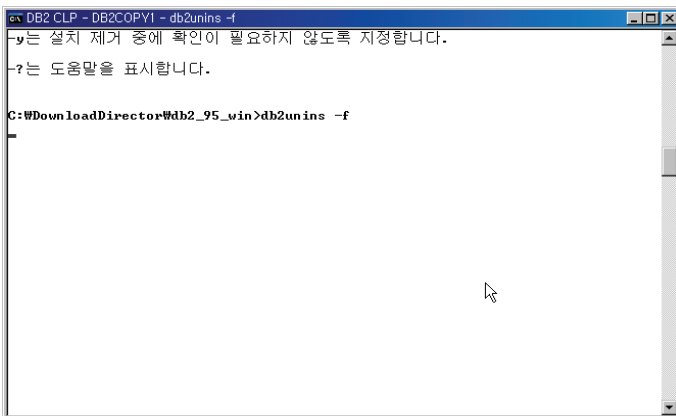 DB2 CLP - DB2COPY1 - db2unins -f
-y는 설치 제거 중에 확인이 필요하지 않도록 지정합니다.
-?는 도움말을 표시합니다.
C:₩DownloadDirector₩db2_95_win>db2unins -f